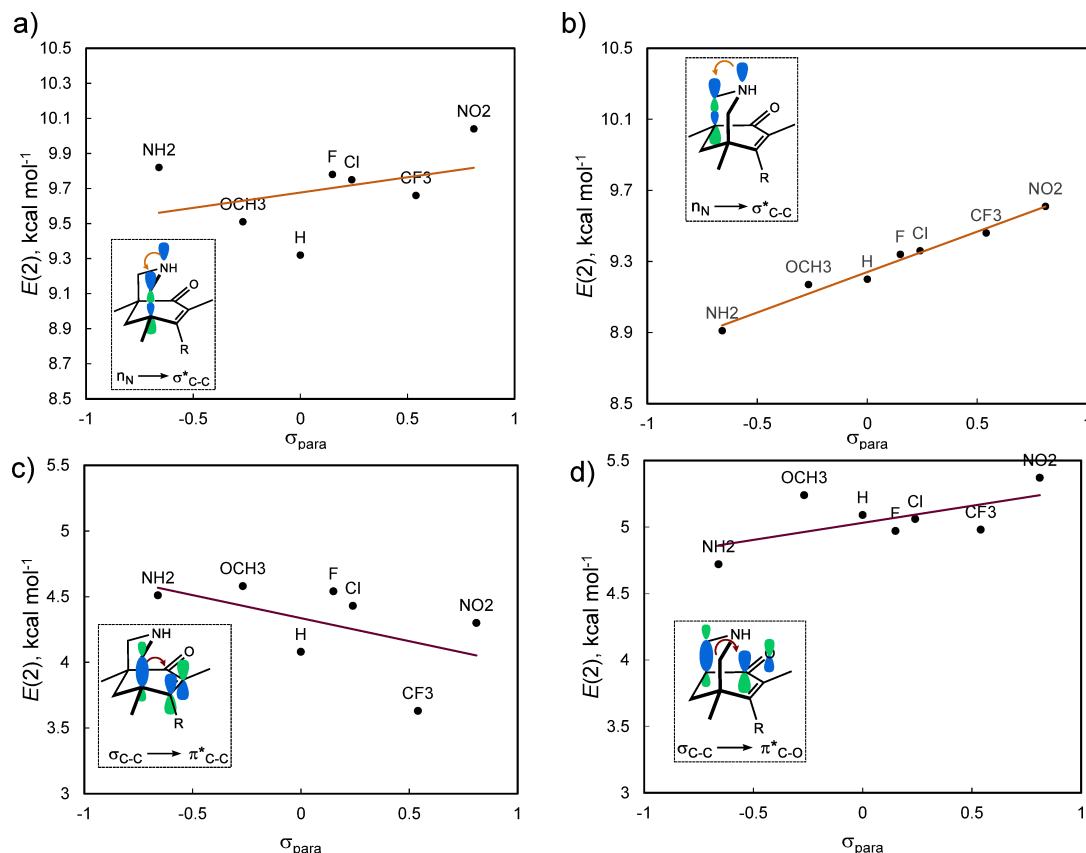 a)
10.5
10.3
10.1
9.9
9.7
9.5
9.3
9.1
8.9
8.7
8.5
E(2), kcal mol-1
NH2
OCH3
H
F
Cl
CF3
NO2
NH
O
R
nN → σ*C-C
-1
-0.5
0
0.5
1
σpara
b)
10.5
10.1
9.7
9.3
8.9
8.5
E(2), kcal mol-1
NH
O
R
nN → σ*C-C
NH2
OCH3
H
F
Cl
CF3
NO2
-1
-0.5
0
0.5
1
σpara
c)
5.5
5
4.5
4
3.5
3
E(2), kcal mol-1
NH2
OCH3
H
F
Cl
CF3
NO2
NH
O
R
σC-C → π*C-C
-1
-0.5
0
0.5
1
σpara
d)
5.5
5
4.5
4
3.5
3
E(2), kcal mol-1
NH2
OCH3
H
F
Cl
CF3
NO2
NH
O
R
σC-C → π*C-O
-1
-0.5
0
0.5
1
σpara